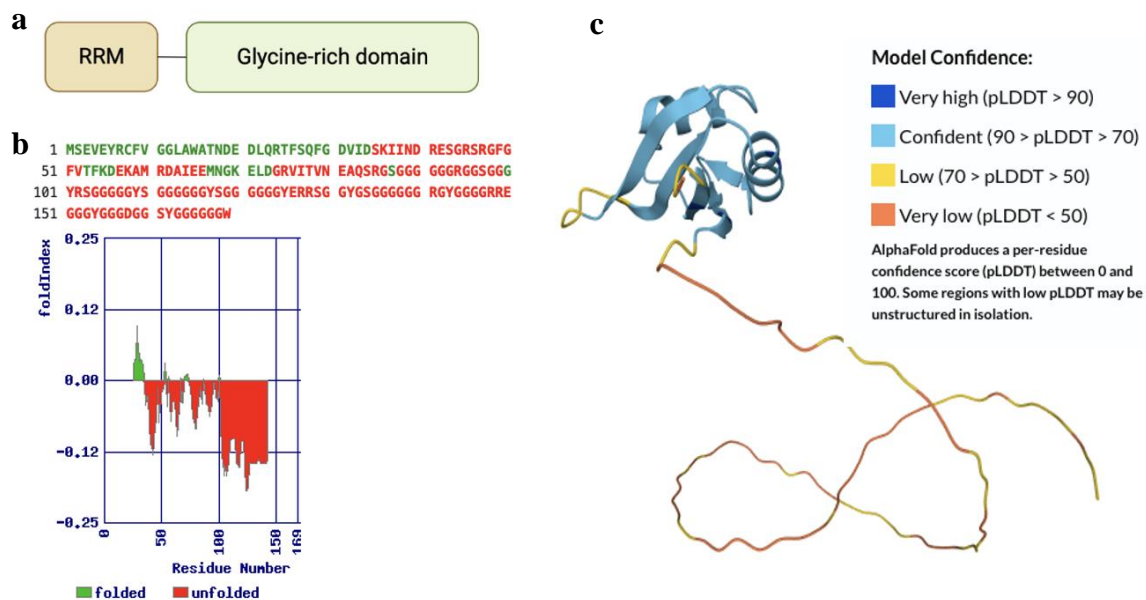 a
RRM
Glycine-rich domain
b
1 MSEVEYRCFV GGLAWATNDE DLQRTFSQFG DVIDSKIIND RESGRSRGFG
51 FVTFKDEKAM RDAIEEMNGK ELDGRVITVN EAQSRGSGGG GGGRGGSGGG
101 YRSGGGGGYS GGGGGGYSGG GGGGYERRSG GYGSGGGGGG RGYGGGGRRE
151 GGGYGGGDGG SYGGGGGGW
0.25
0.12
0.00
-0.12
-0.25
foldIndex
0
50
100
150
169
Residue Number
folded
unfolded
c
Model Confidence:
Very high (pLDDT > 90)
Confident (90 > pLDDT > 70)
Low (70 > pLDDT > 50)
Very low (pLDDT < 50)
AlphaFold produces a per-residue
confidence score (pLDDT) between 0 and
100. Some regions with low pLDDT may be
unstructured in isolation.